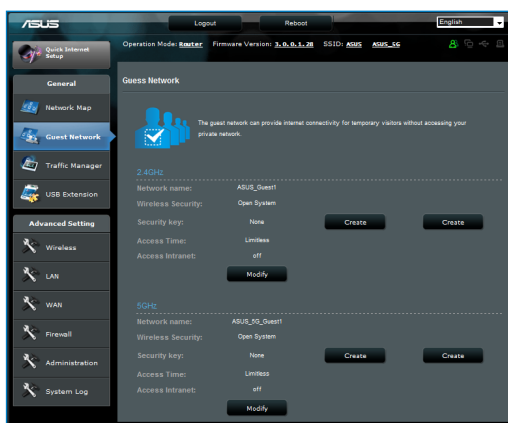 ASUS
Logout
Reboot
English
Quick Internet Setup
Operation Mode: Router Firmware Version: 3.0.0.1.28 SSID: ASUS ASUS_5G
General
Network Map
Guest Network
Traffic Manager
USB Extension
Advanced Setting
Wireless
LAN
WAN
Firewall
Administration
System Log
Guess Network
The guest network can provide internet connectivity for temporary visitors without accessing your
private network.
2.4GHz
Network name: ASUS_Guest1
Wireless Security: Open System
Security key: None Create Create
Access Time: Limitless
Access Intranet: off
Modify
5GHz
Network name: ASUS_5G_Guest1
Wireless Security: Open System
Security key: None Create Create
Access Time: Limitless
Access Intranet: off
Modify